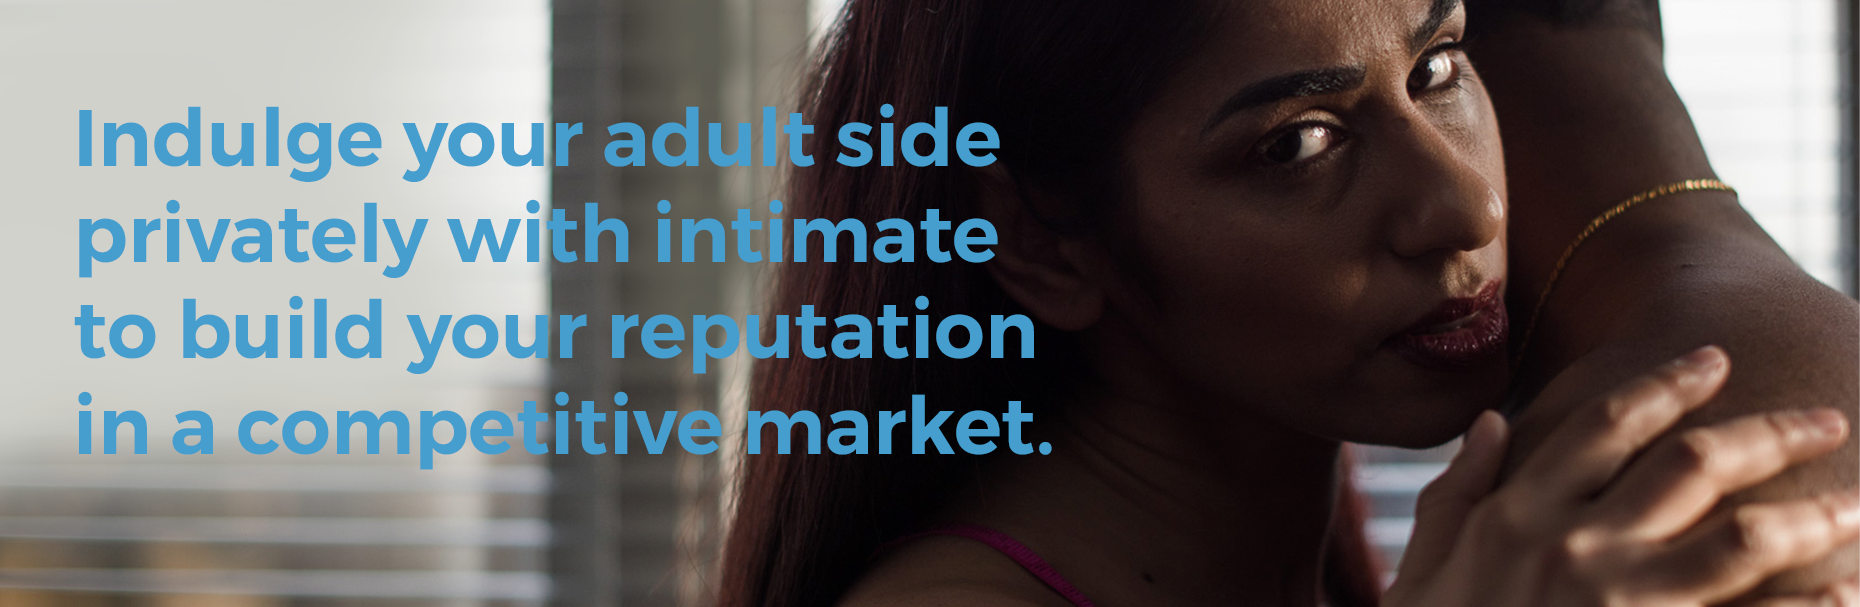 Indulge your adult side
privately with intimate
to build your reputation
in a competitive market.